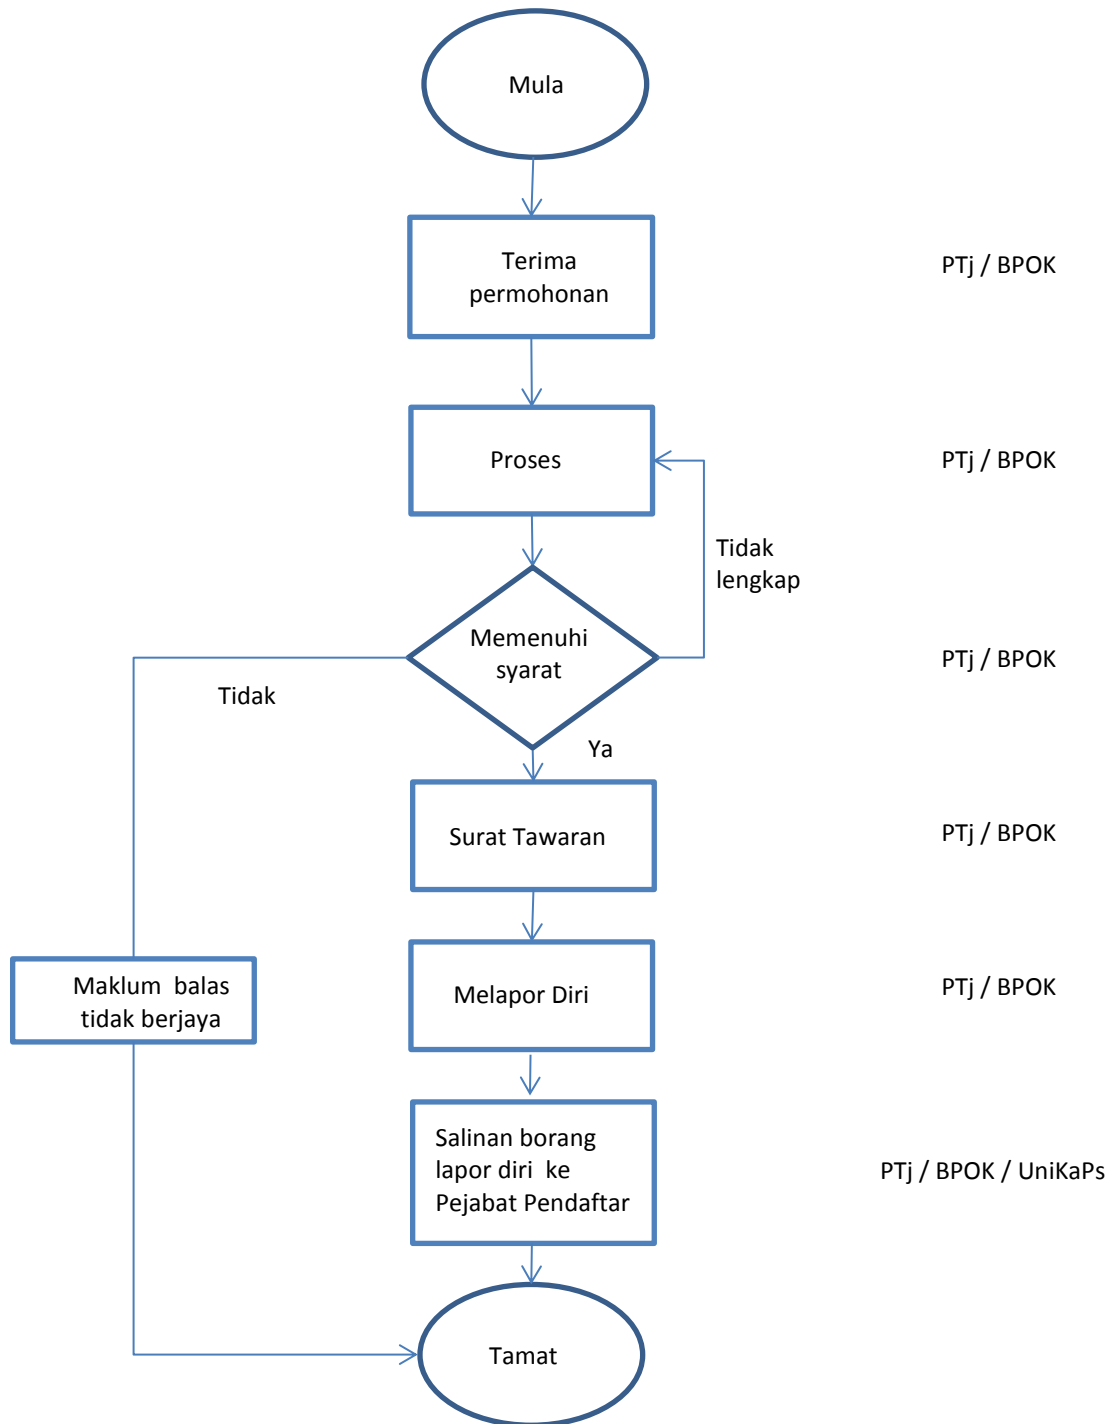 Mula
Terima
permohonan
PTj / BPOK
Proses
PTj / BPOK
Tidak
lengkap
Memenuhi
syarat
PTj / BPOK
Tidak
Ya
Surat Tawaran
PTj / BPOK
Maklum balas
tidak berjaya
Melapor Diri
PTj / BPOK
Salinan borang
lapor diri ke
Pejabat Pendaftar
PTj / BPOK / UniKaPs
Tamat